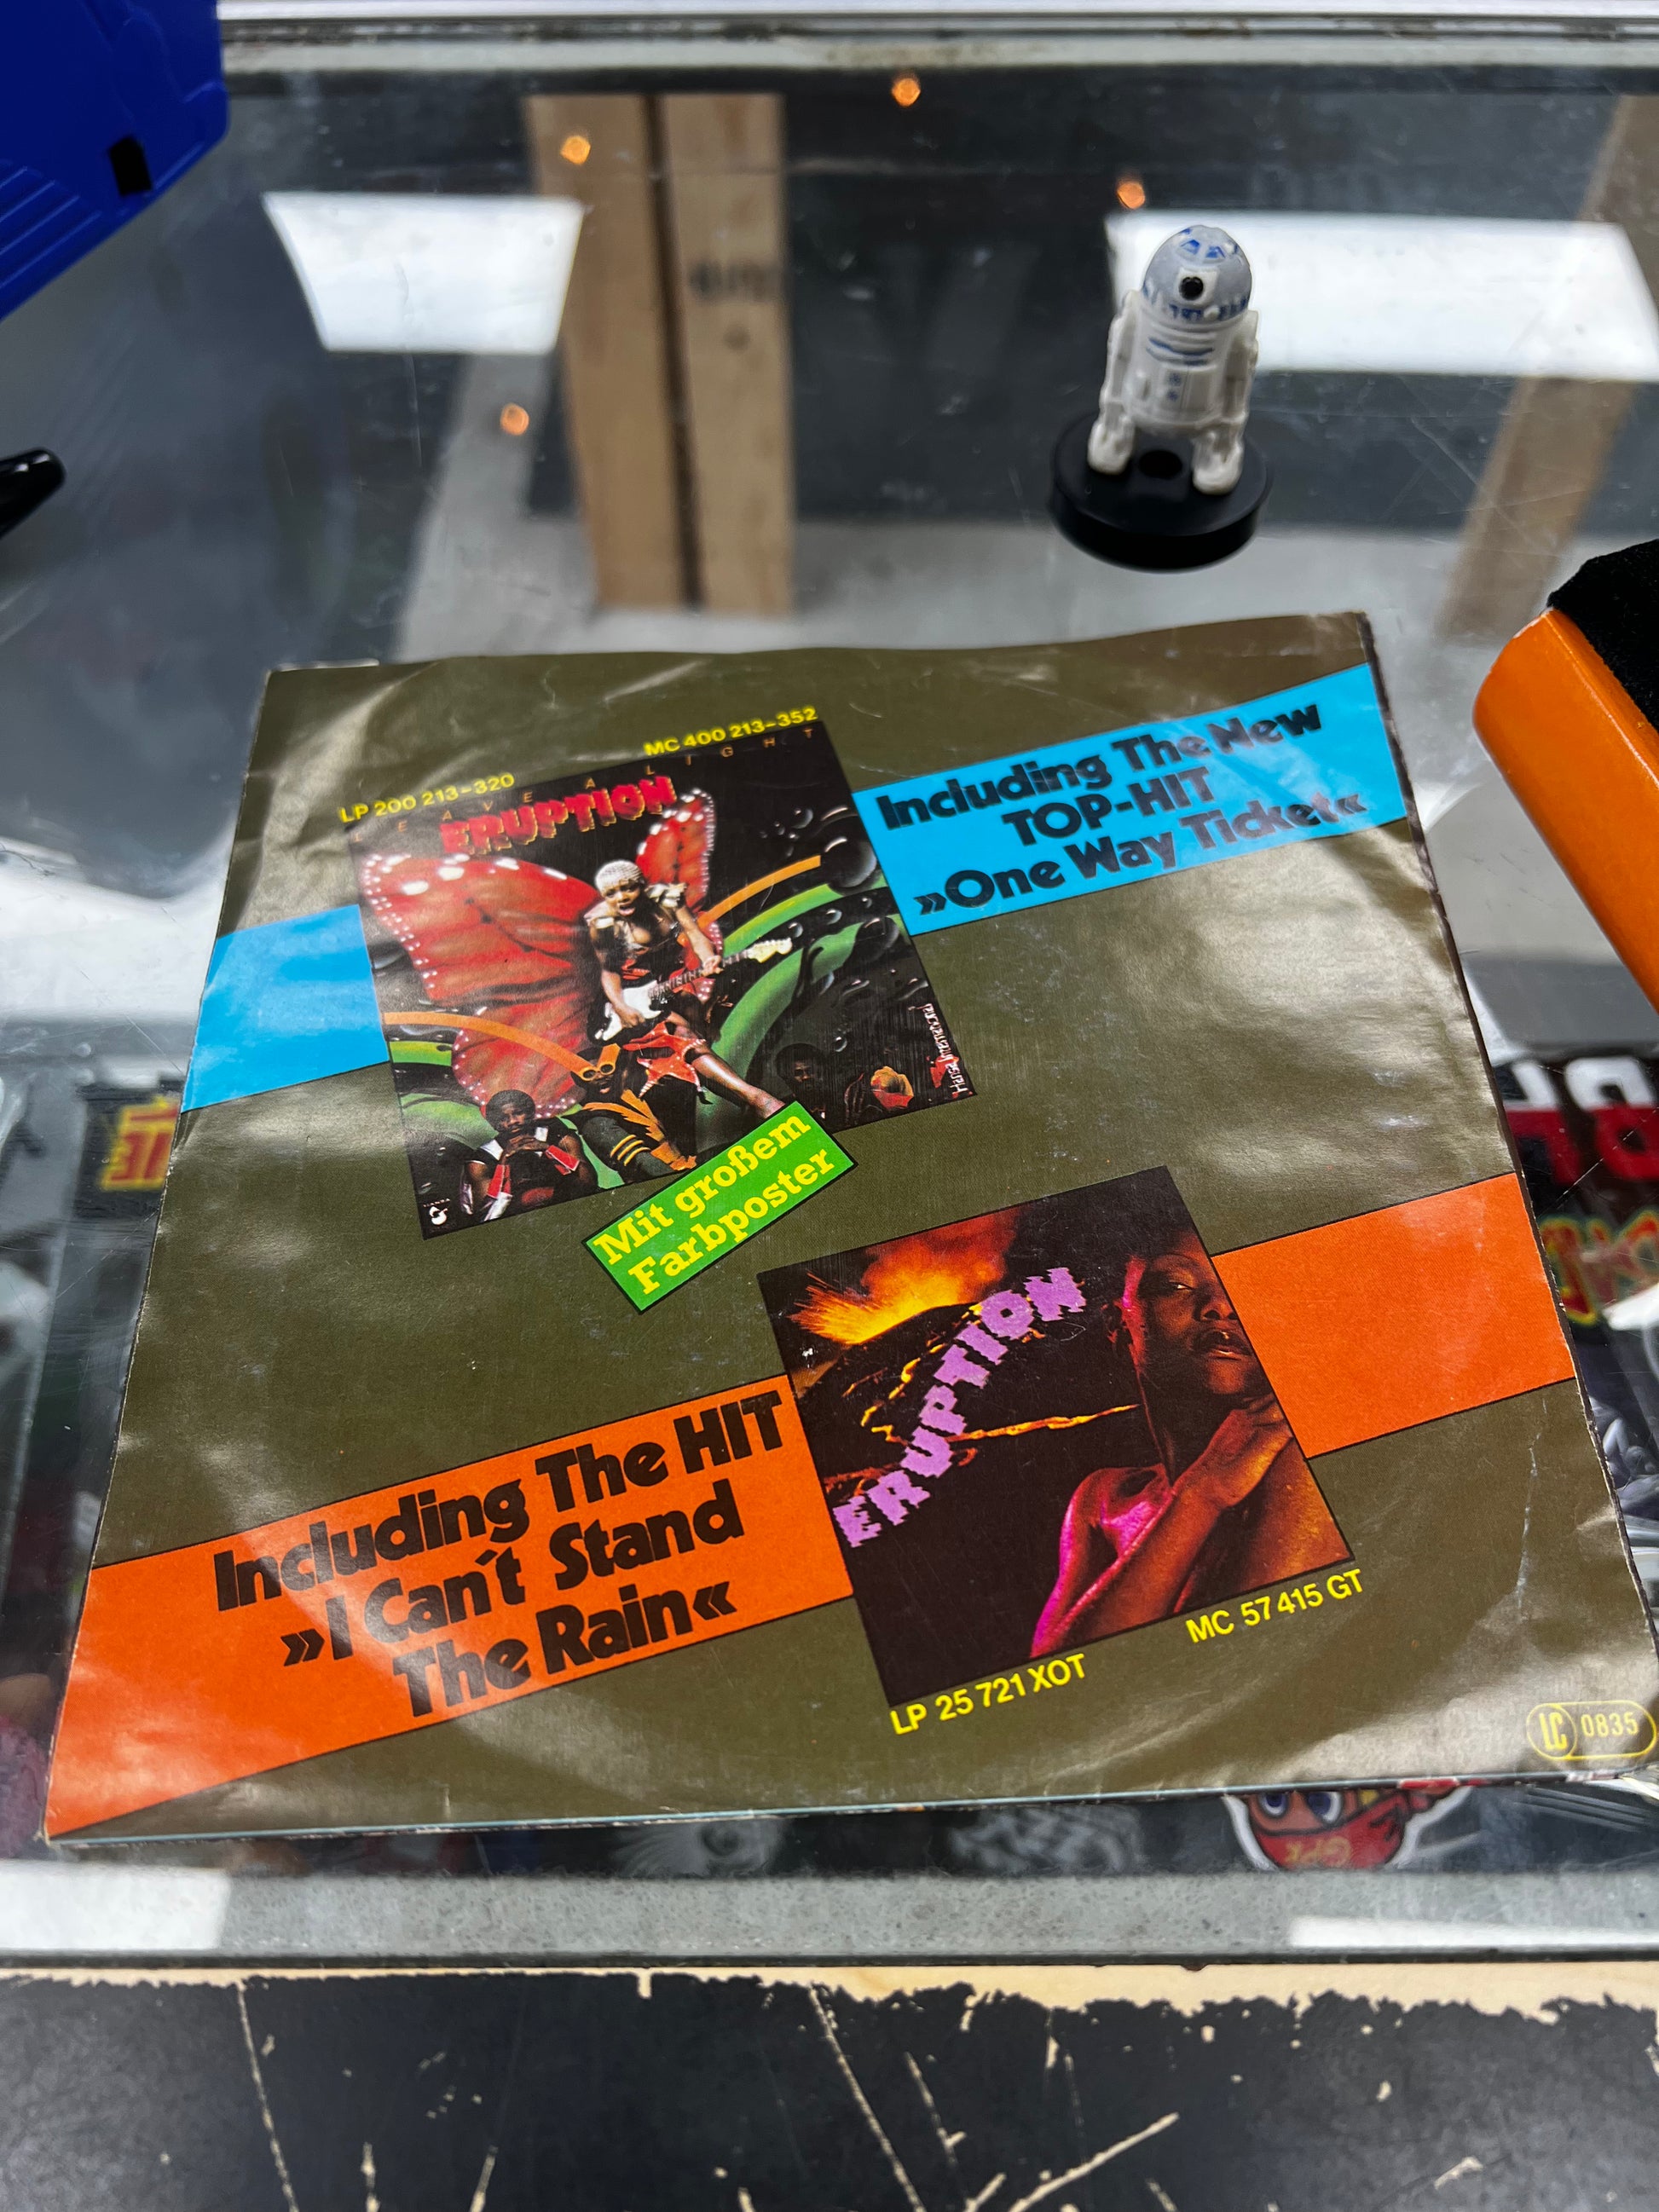 LP 200 213-320
MC 400 213-352
LEAVE A LIGHT
ERUPTION
Including The New
TOP-HIT
»One Way Ticket«
Hansa International
Mit großem
Farbposter
ERUPTION
Including The HIT
»I Can´t Stand
The Rain«
LP 25 721 XOT
MC 57 415 GT
LC 0835